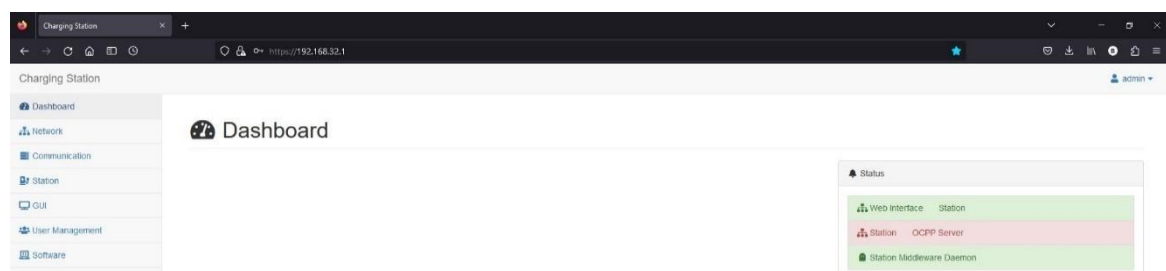 Charging Station
https://192.168.32.1
Charging Station
admin
Dashboard
Network
Communication
Station
GUI
User Management
Software
Dashboard
Status
Web Interface Station
Station OCPP Server
Station Middleware Daemon